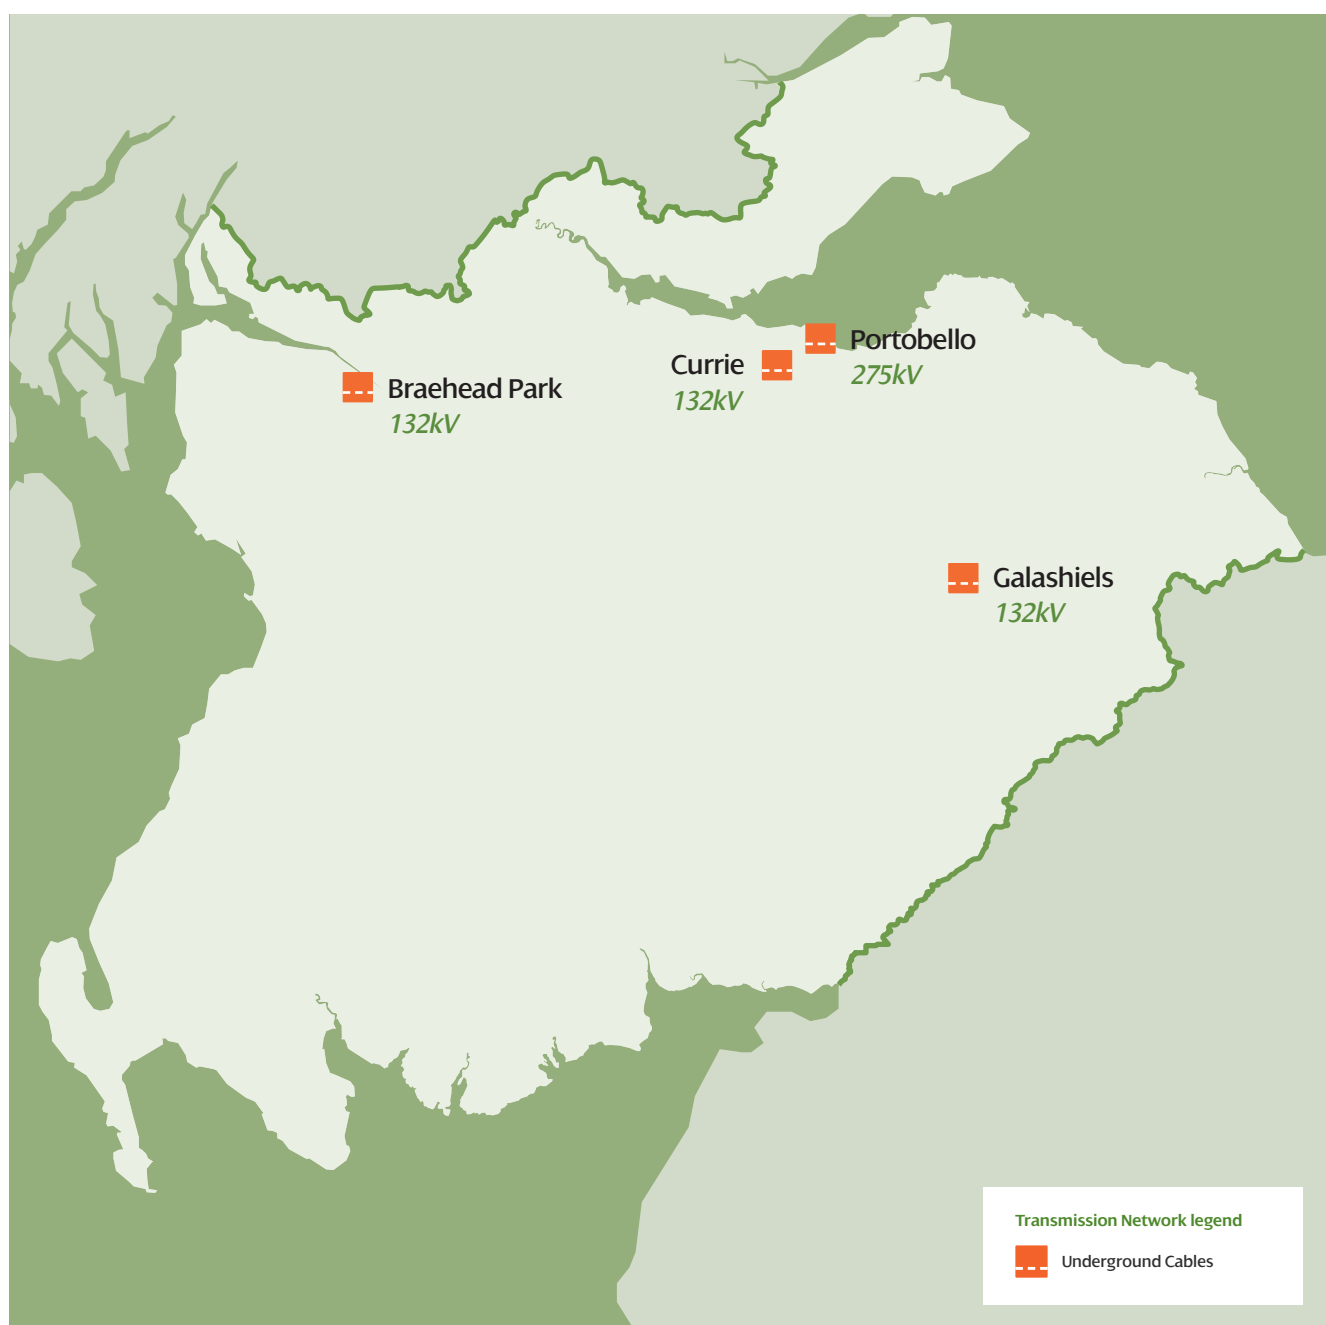 Portobello
275kV
Currie
132kV
Braehead Park
132kV
Galashiels
132kV
Transmission Network legend
Underground Cables